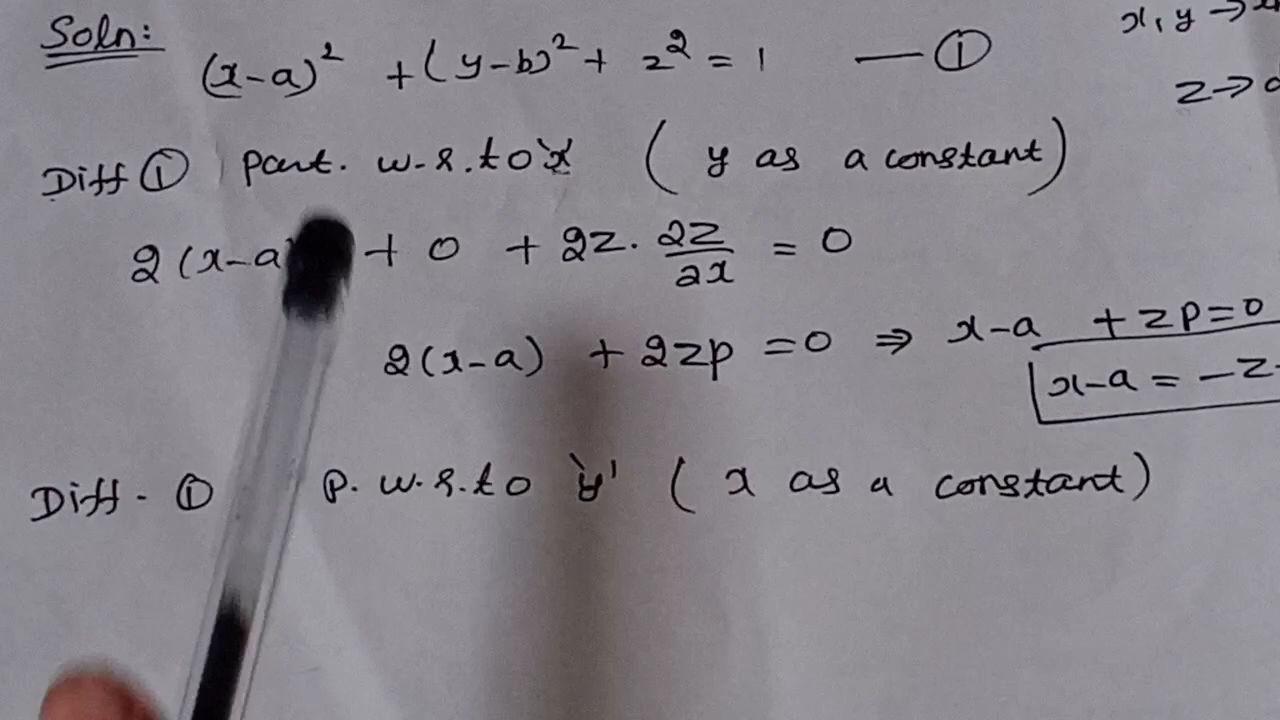 Soln:
(x-a)² + (y-b)² + z² = 1 — ①
x, y →
z →
Diff ① part. w.r.to 'x' ( y as a constant)
2(x-a) + 0 + 2z. ∂z/∂x = 0
2(x-a) + 2zp = 0 ⇒ x-a + zp = 0
x-a = -z
Diff - ① p. w.r.to 'y' ( x as a constant)